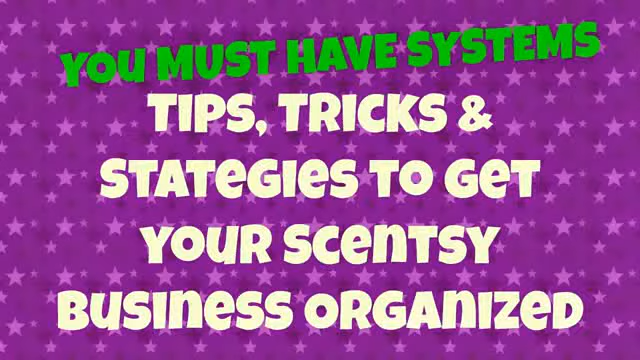 YOU MUST HAVE SYSTEMS
TIPS, TRICKS &
STATEGIES TO GET
YOUR SCENTSY
BUSINESS ORGANIZED